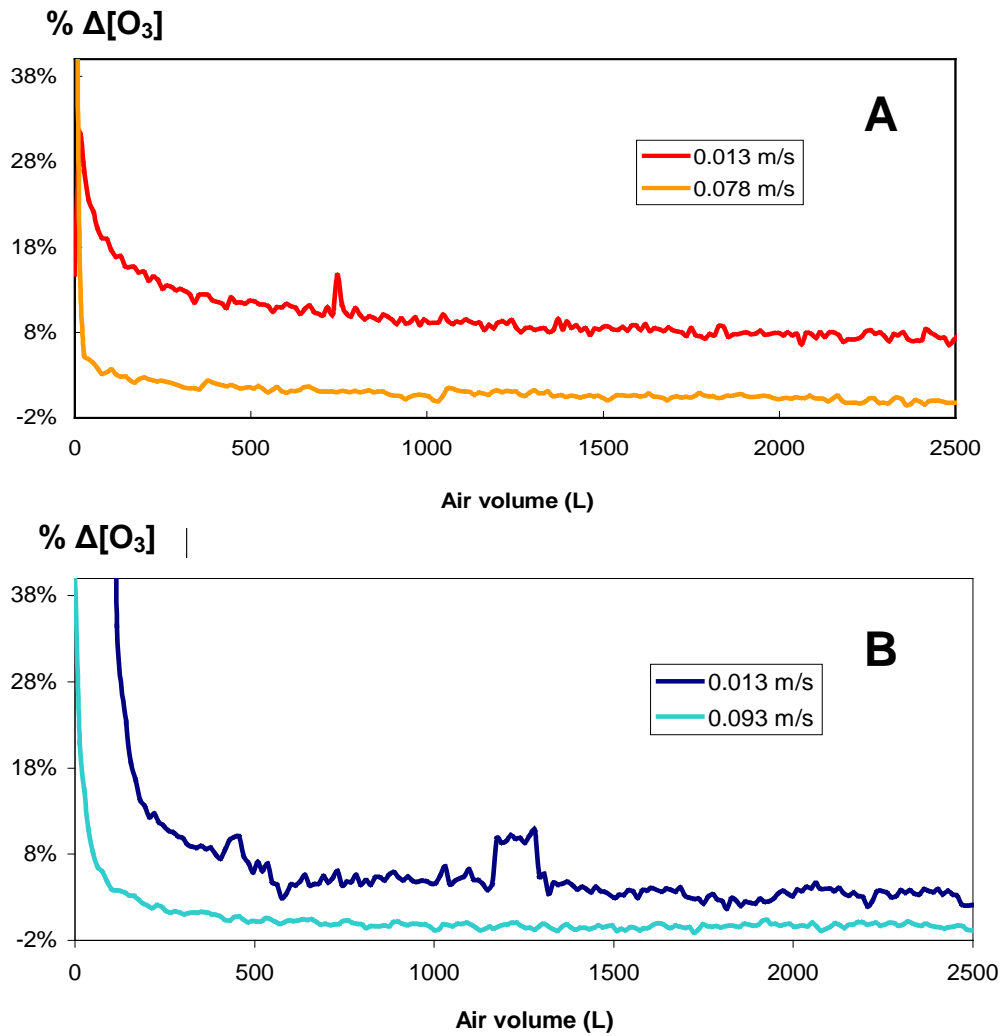 % Δ[O₃]
38%
A
28%
0.013 m/s
0.078 m/s
18%
8%
-2%
0 500 1000 1500 2000 2500
Air volume (L)
% Δ[O₃]
38%
B
28%
0.013 m/s
0.093 m/s
18%
8%
-2%
0 500 1000 1500 2000 2500
Air volume (L)